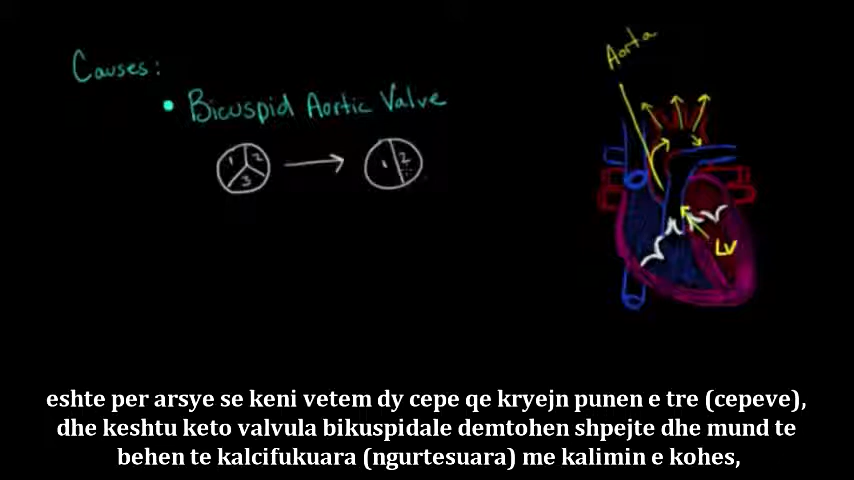 Causes:
• Bicuspid Aortic Valve
1 2 3
1 2
Aorta
LV
eshte per arsye se keni vetem dy cepe qe kryejn punen e tre (cepeve),
dhe keshtu keto valvula bikuspidale demtohen shpejte dhe mund te
behen te kalcifukuara (ngurtesuara) me kalimin e kohes,